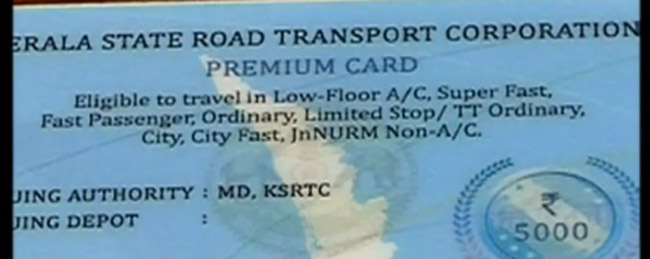 ERALA STATE ROAD TRANSPORT CORPORATION
PREMIUM CARD
Eligible to travel in Low-Floor A/C, Super Fast,
Fast Passenger, Ordinary, Limited Stop/ TT Ordinary,
City, City Fast, JnNURM Non-A/C.
UING AUTHORITY : MD, KSRTC
UING DEPOT :
₹
5000